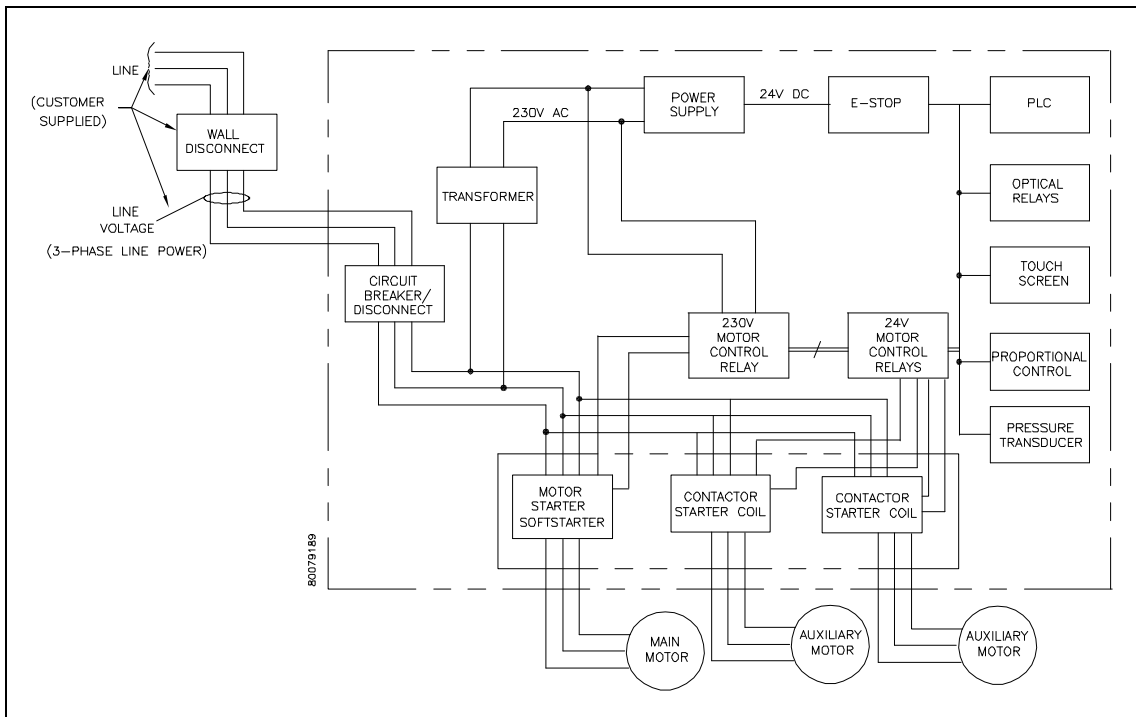 LINE
(CUSTOMER
SUPPLIED)
WALL
DISCONNECT
LINE
VOLTAGE
(3-PHASE LINE POWER)
230V AC
POWER
SUPPLY
24V DC
E-STOP
PLC
TRANSFORMER
OPTICAL
RELAYS
CIRCUIT
BREAKER/
DISCONNECT
TOUCH
SCREEN
230V
MOTOR
CONTROL
RELAY
24V
MOTOR
CONTROL
RELAYS
PROPORTIONAL
CONTROL
PRESSURE
TRANSDUCER
MOTOR
STARTER
SOFTSTARTER
CONTACTOR
STARTER COIL
CONTACTOR
STARTER COIL
80079189
MAIN
MOTOR
AUXILIARY
MOTOR
AUXILIARY
MOTOR